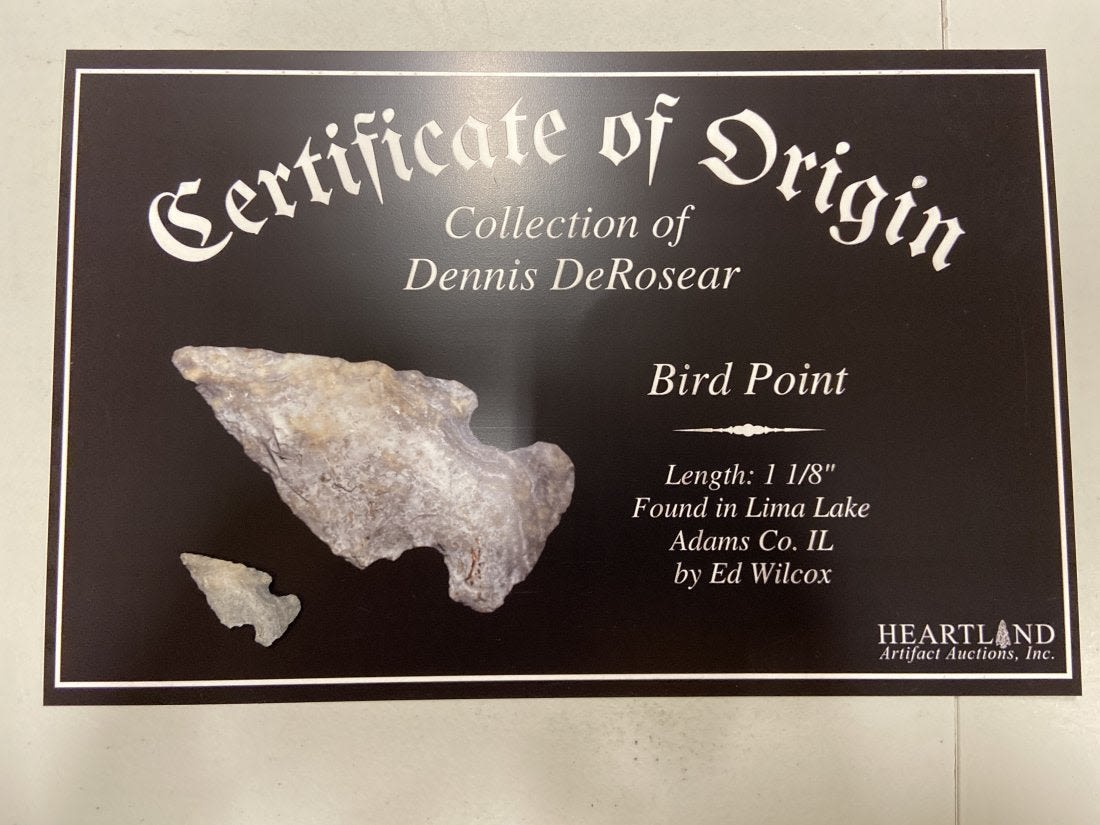 Certificate of Origin
Collection of
Dennis DeRosear
Bird Point
Length: 1 1/8"
Found in Lima Lake
Adams Co. IL
by Ed Wilcox
HEARTLAND
Artifact Auctions, Inc.